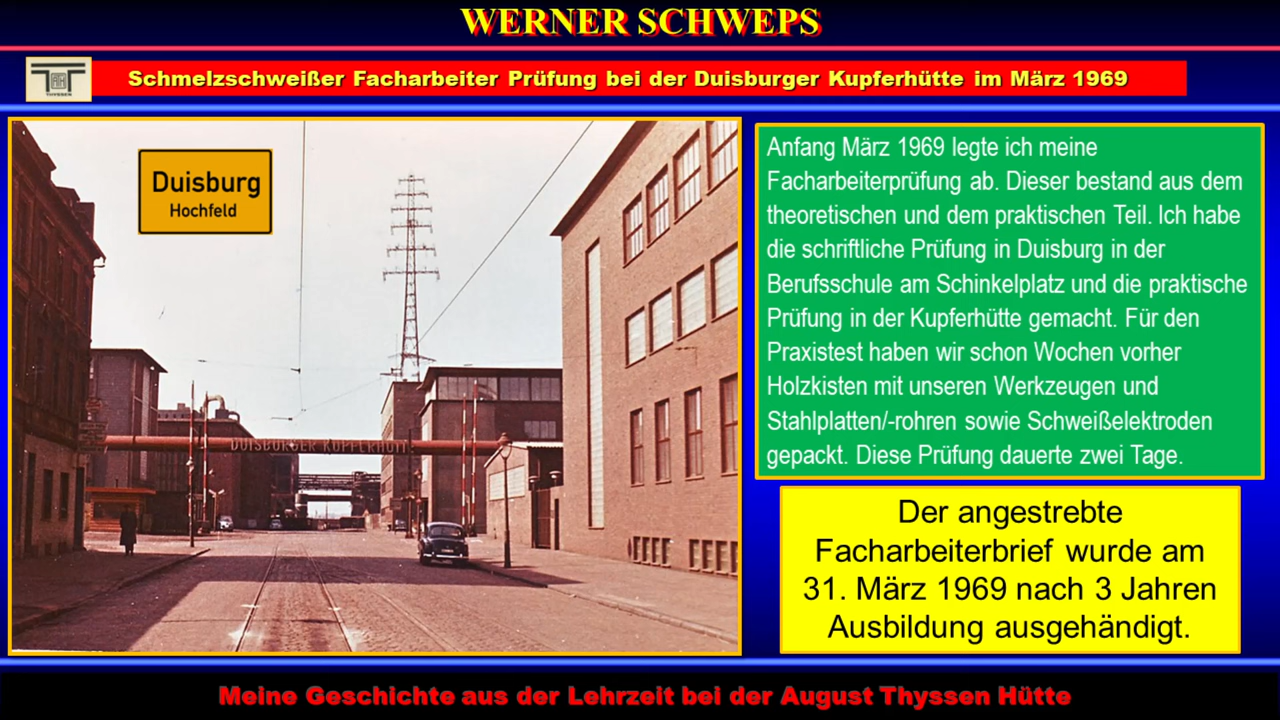 WERNER SCHWEPS
THYSSEN
Schmelzschweißer Facharbeiter Prüfung bei der Duisburger Kupferhütte im März 1969
Duisburg
Hochfeld
DUISBURGER KUPFERHÜTTE
Anfang März 1969 legte ich meine
Facharbeiterprüfung ab. Dieser bestand aus dem
theoretischen und dem praktischen Teil. Ich habe
die schriftliche Prüfung in Duisburg in der
Berufsschule am Schinkelplatz und die praktische
Prüfung in der Kupferhütte gemacht. Für den
Praxistest haben wir schon Wochen vorher
Holzkisten mit unseren Werkzeugen und
Stahlplatten/-rohren sowie Schweißelektroden
gepackt. Diese Prüfung dauerte zwei Tage.
Der angestrebte
Facharbeiterbrief wurde am
31. März 1969 nach 3 Jahren
Ausbildung ausgehändigt.
Meine Geschichte aus der Lehrzeit bei der August Thyssen Hütte